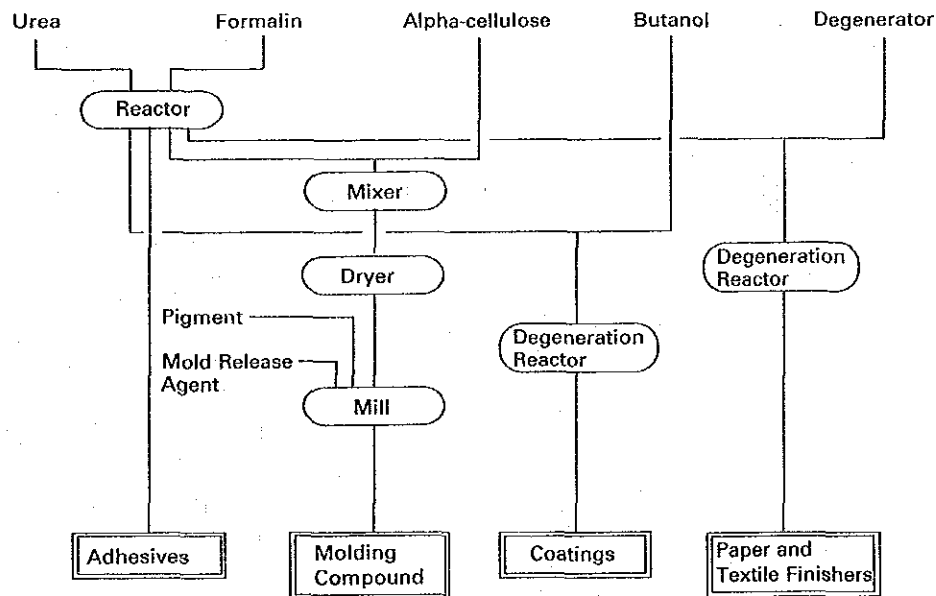 Urea
Formalin
Alpha-cellulose
Butanol
Degenerator
Reactor
Mixer
Dryer
Degeneration
Reactor
Pigment
Degeneration
Reactor
Mold Release
Agent
Mill
Adhesives
Molding
Compound
Coatings
Paper and
Textile Finishers